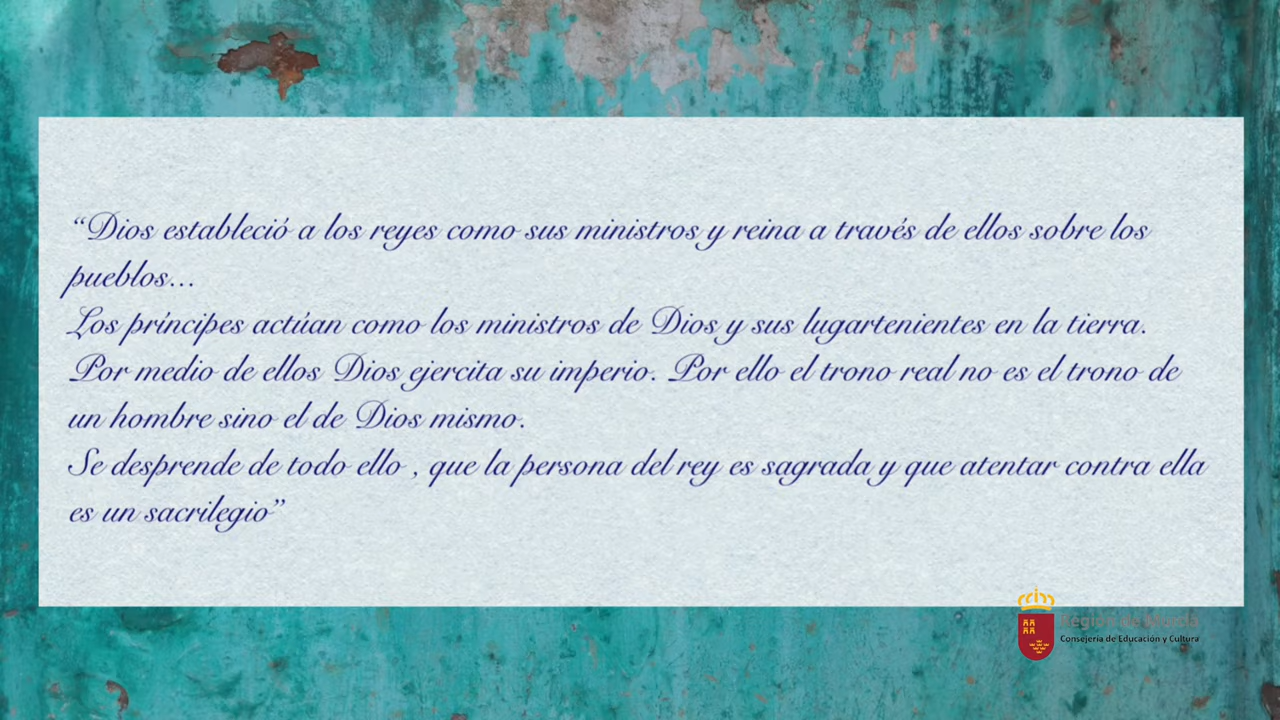 “Dios estableció a los reyes como sus ministros y reina a través de ellos sobre los
pueblos...
Los príncipes actúan como los ministros de Dios y sus lugartenientes en la tierra.
Por medio de ellos Dios ejercita su imperio. Por ello el trono real no es el trono de
un hombre sino el de Dios mismo.
Se desprende de todo ello , que la persona del rey es sagrada y que atentar contra ella
es un sacrilegio”
Región de Murcia
Consejería de Educación y Cultura